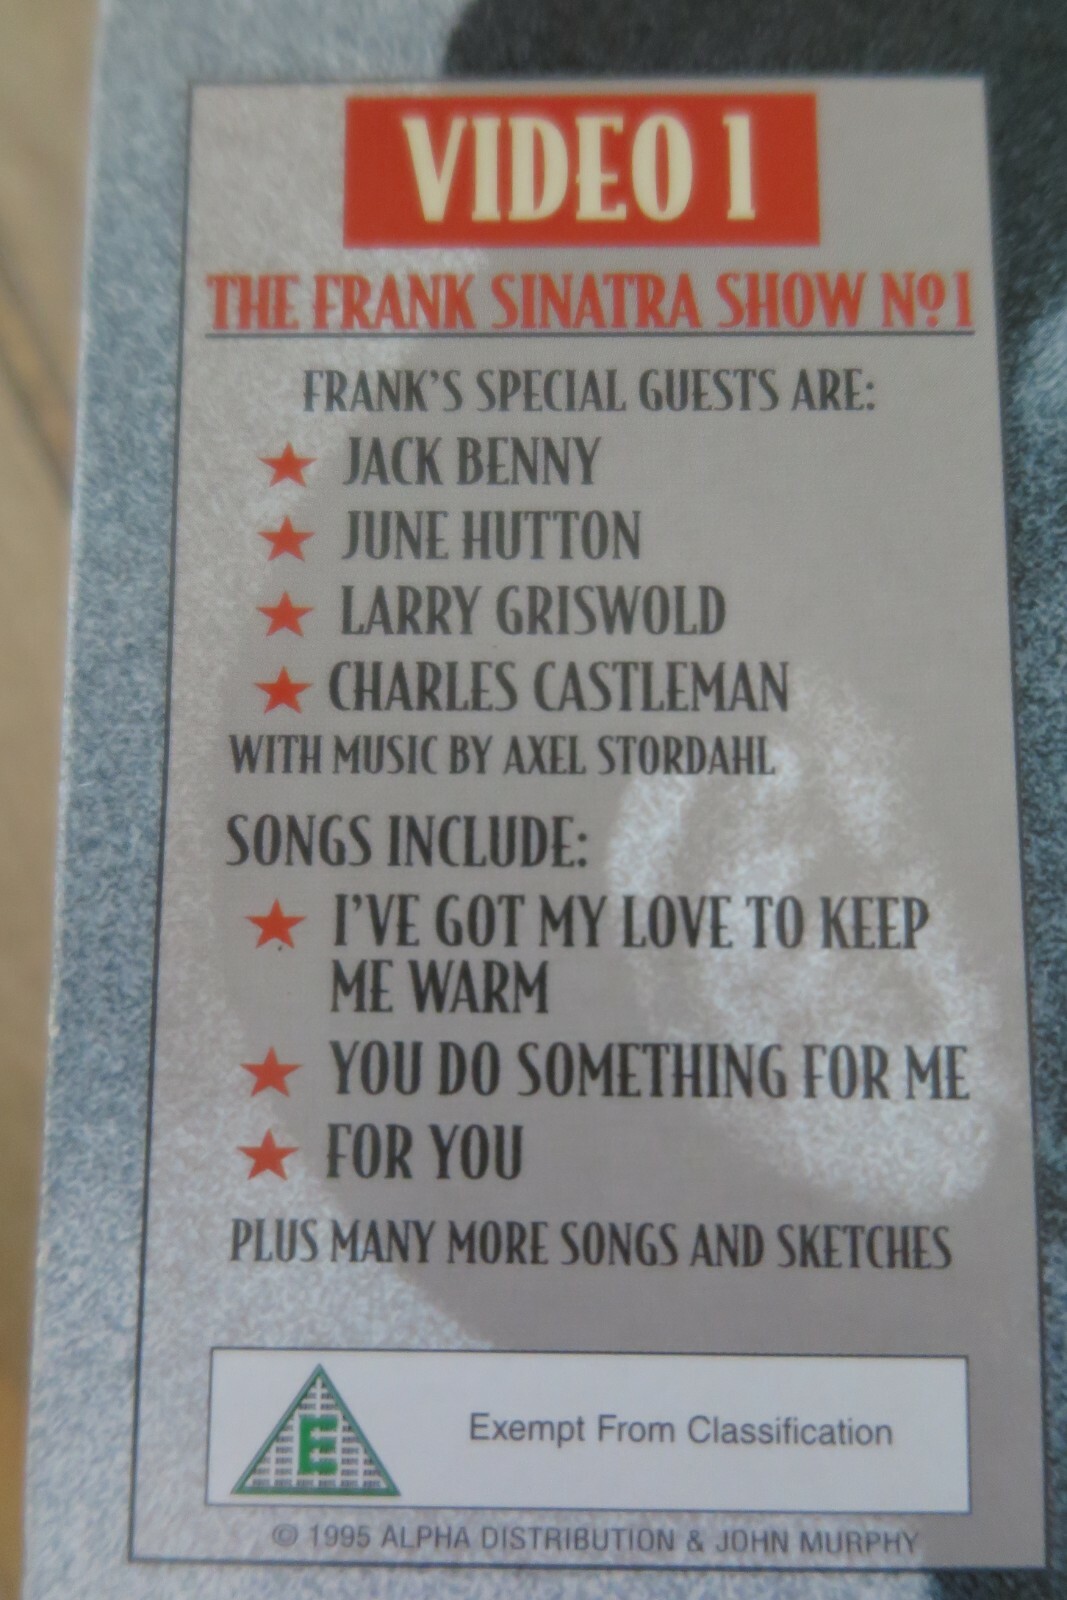 VIDEO 1
THE FRANK SINATRA SHOW Nº1
FRANK'S SPECIAL GUESTS ARE:
★ JACK BENNY
★ JUNE HUTTON
★ LARRY GRISWOLD
★ CHARLES CASTLEMAN
WITH MUSIC BY AXEL STORDAHL
SONGS INCLUDE:
★ I'VE GOT MY LOVE TO KEEP
ME WARM
★ YOU DO SOMETHING FOR ME
★ FOR YOU
PLUS MANY MORE SONGS AND SKETCHES
E
Exempt From Classification
© 1995 ALPHA DISTRIBUTION & JOHN MURPHY